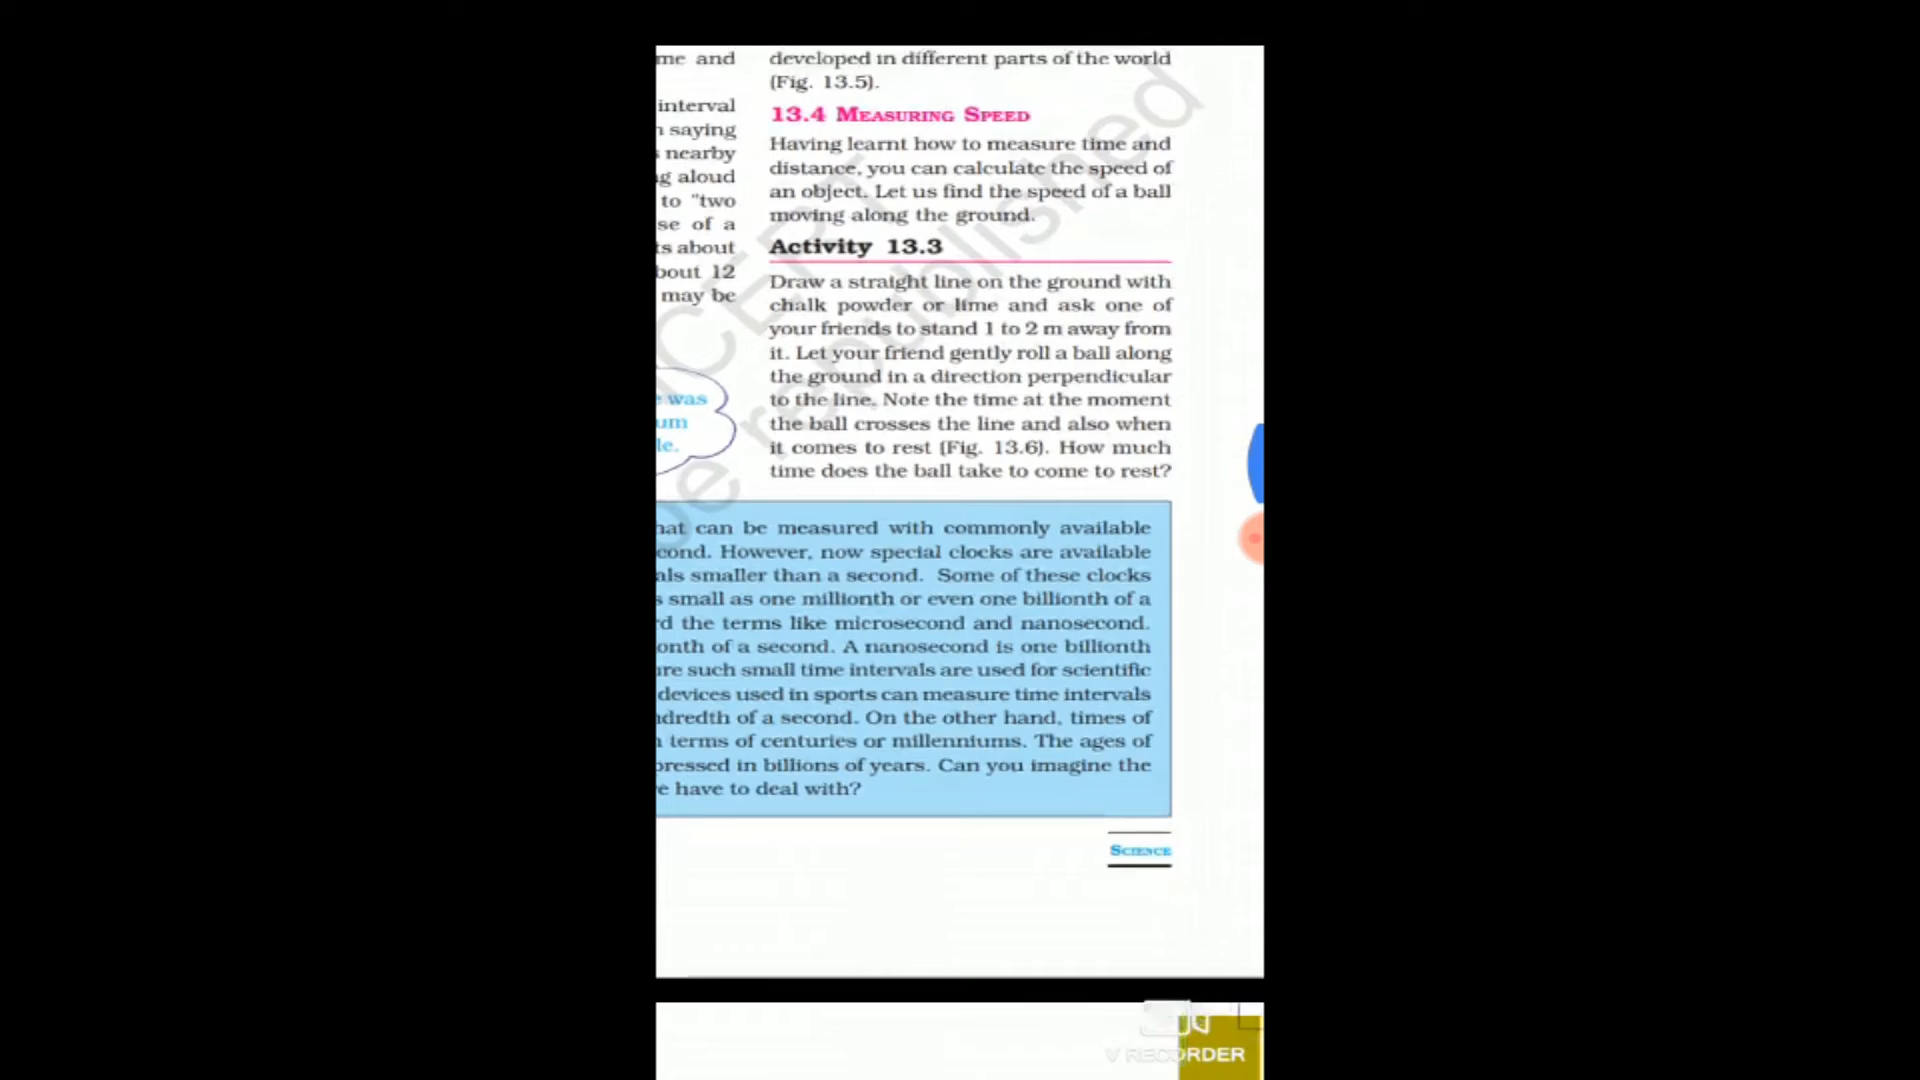 me and
interval
saying
nearby
aloud
to "two
se of a
ts about
bout 12
may be
was
um
le.
developed in different parts of the world
(Fig. 13.5).
13.4 MEASURING SPEED
Having learnt how to measure time and
distance, you can calculate the speed of
an object. Let us find the speed of a ball
moving along the ground.
Activity 13.3
Draw a straight line on the ground with
chalk powder or lime and ask one of
your friends to stand 1 to 2 m away from
it. Let your friend gently roll a ball along
the ground in a direction perpendicular
to the line. Note the time at the moment
the ball crosses the line and also when
it comes to rest (Fig. 13.6). How much
time does the ball take to come to rest?
hat can be measured with commonly available
cond. However, now special clocks are available
als smaller than a second. Some of these clocks
s small as one millionth or even one billionth of a
rd the terms like microsecond and nanosecond.
onth of a second. A nanosecond is one billionth
ure such small time intervals are used for scientific
devices used in sports can measure time intervals
ndredth of a second. On the other hand, times of
n terms of centuries or millenniums. The ages of
pressed in billions of years. Can you imagine the
e have to deal with?
SCIENCE
NCERT
be republished
V RECORDER